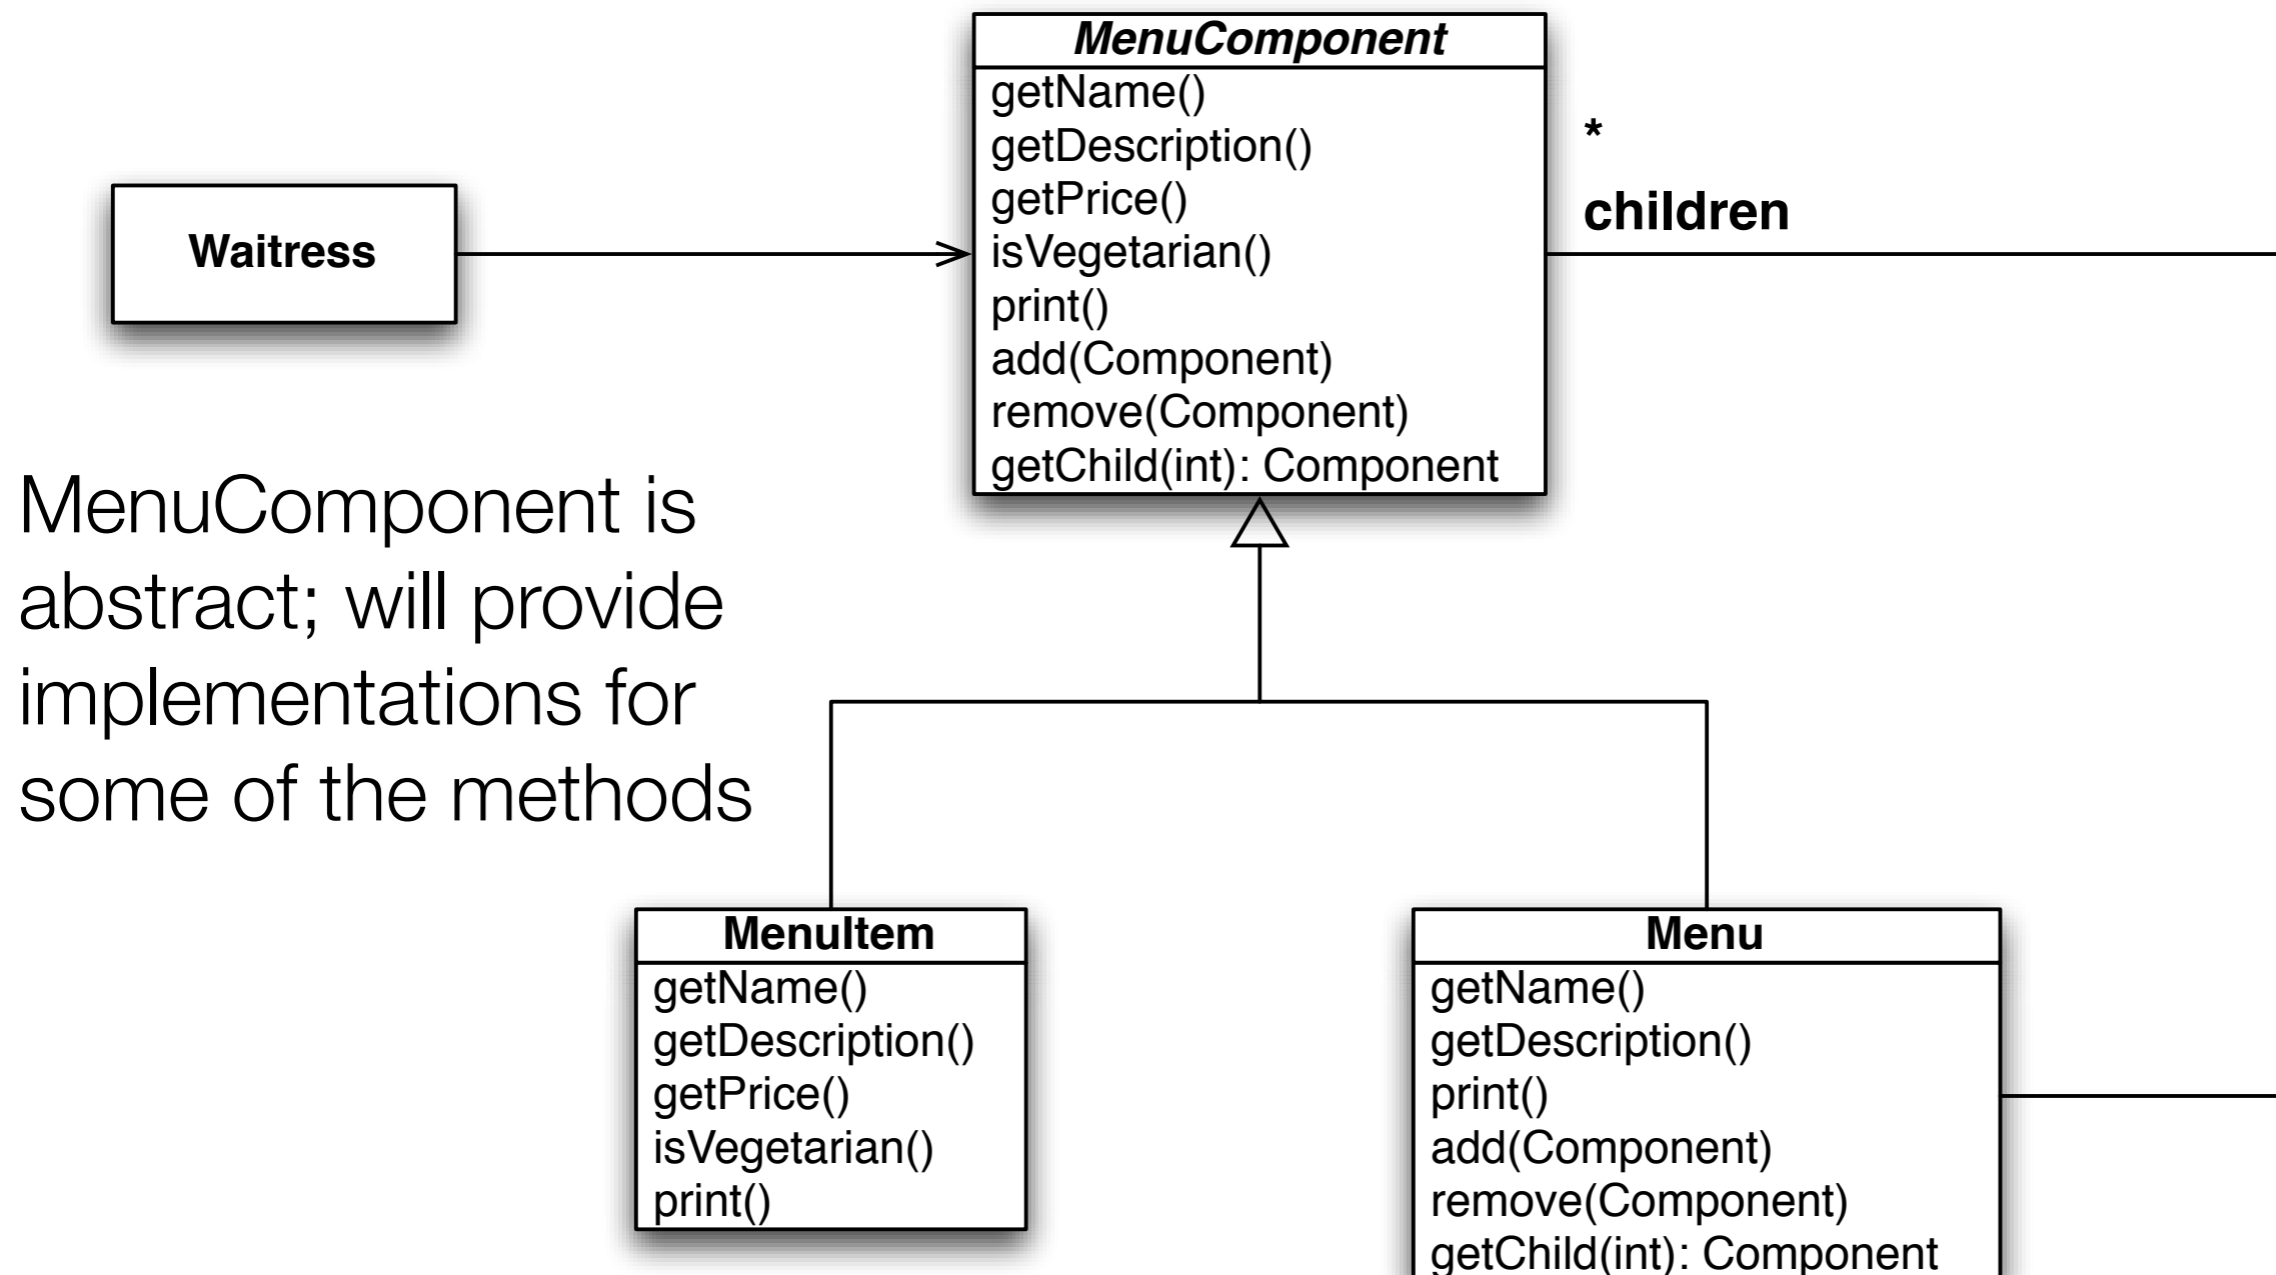 MenuComponent
getName()
getDescription()
getPrice()
isVegetarian()
print()
add(Component)
remove(Component)
getChild(int): Component
*
children
Waitress
MenuComponent is
abstract; will provide
implementations for
some of the methods
MenuItem
getName()
getDescription()
getPrice()
isVegetarian()
print()
Menu
getName()
getDescription()
print()
add(Component)
remove(Component)
getChild(int): Component